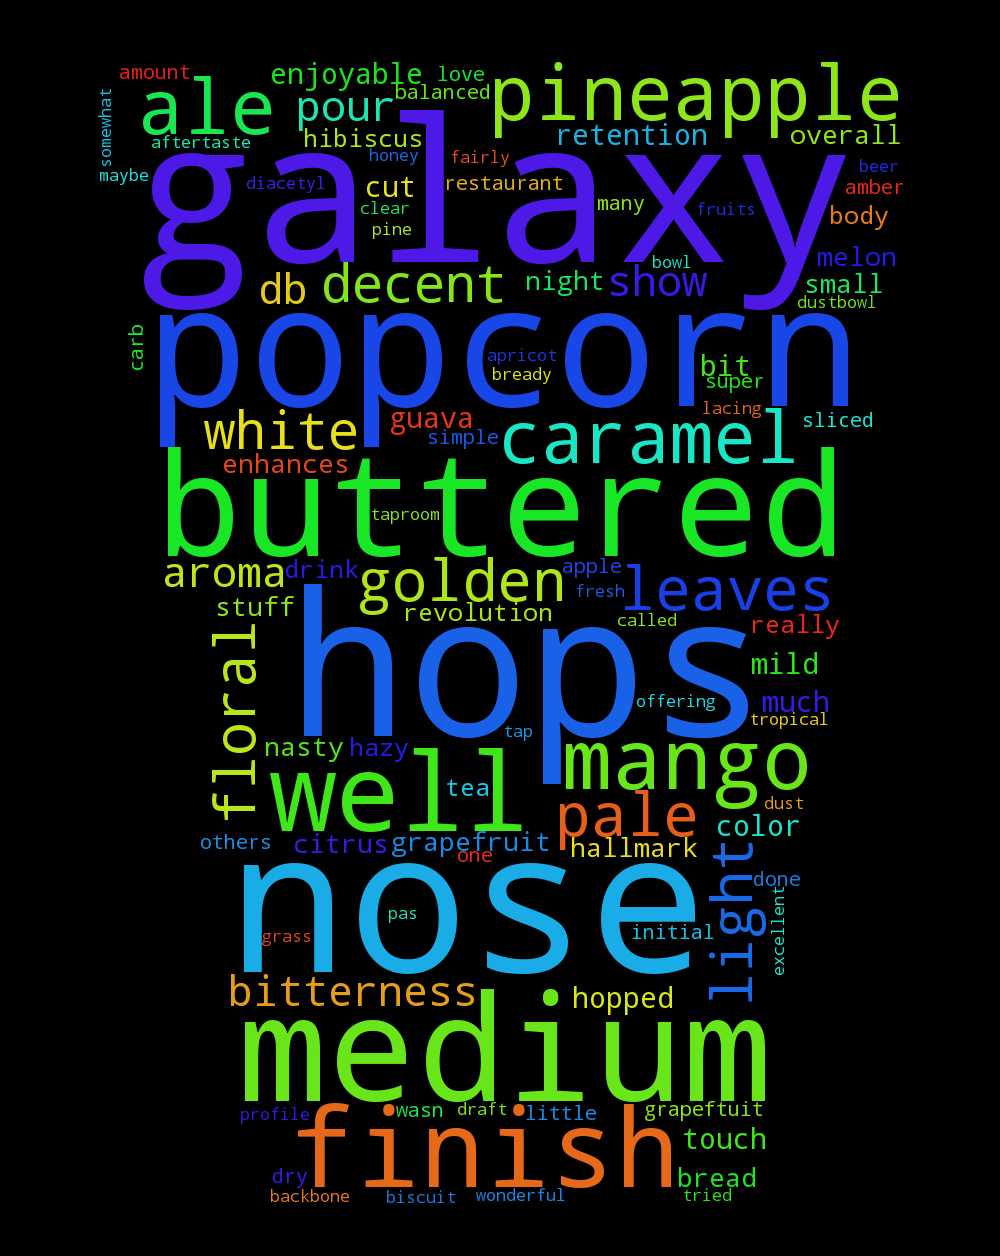 amount
enjoyable
love
pineapple
ale
pour
balanced
somewhat
hibiscus
retention
overall
aftertaste
galaxy
honey
fairly
beer
maybe
diacetyl
cut
restaurant
amber
clear
many
fruits
body
pine
bowl
melon
db
decent
night
show
small
dustbowl
popcorn
carb
apricot
bready
bit
super
lacing
white
guava
simple
caramel
sliced
enhances
buttered
taproom
aroma
drink
golden
apple
fresh
leaves
stuff
revolution
called
really
floral
hops
mild
offering
much
tropical
tap
nasty
hazy
well
tea
mango
pale
dust
color
others
citrus
grapefruit
one
hallmark
light
nose
done
pas
grass
initial
excellent
bitterness
hopped
medium
profile
wasn
draft
little
grapeftuit
finish
touch
dry
bread
backbone
biscuit
wonderful
tried